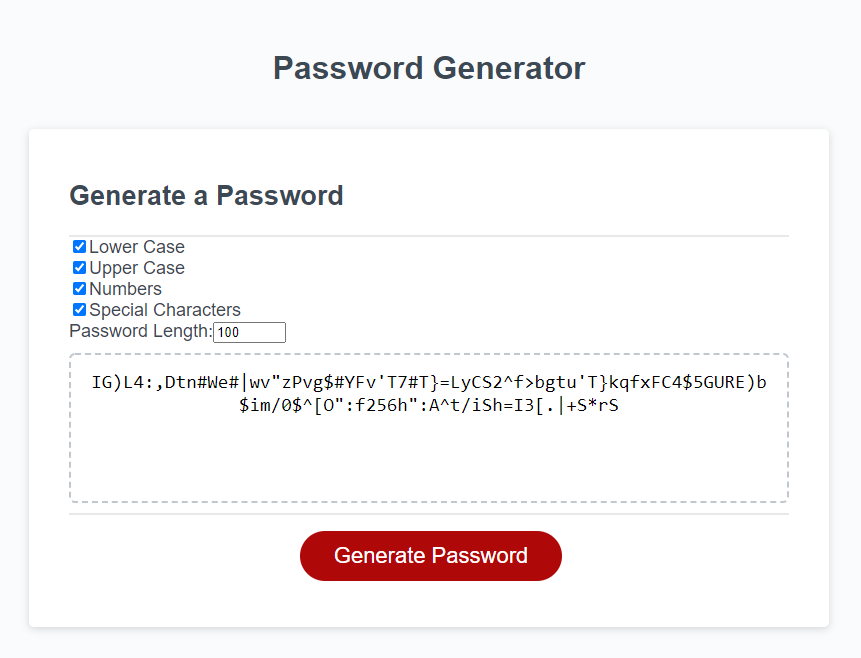 Password Generator
Generate a Password
Lower Case
Upper Case
Numbers
Special Characters
Password Length:100
IG)L4:,Dtn#We#|wv"zPvg$#YFv'T7#T}=LyCS2^f>bgtu'T}kqfxFC4$5GURE)b
$im/0$^[O":f256h":A^t/iSh=I3[.|+S*rS
Generate Password